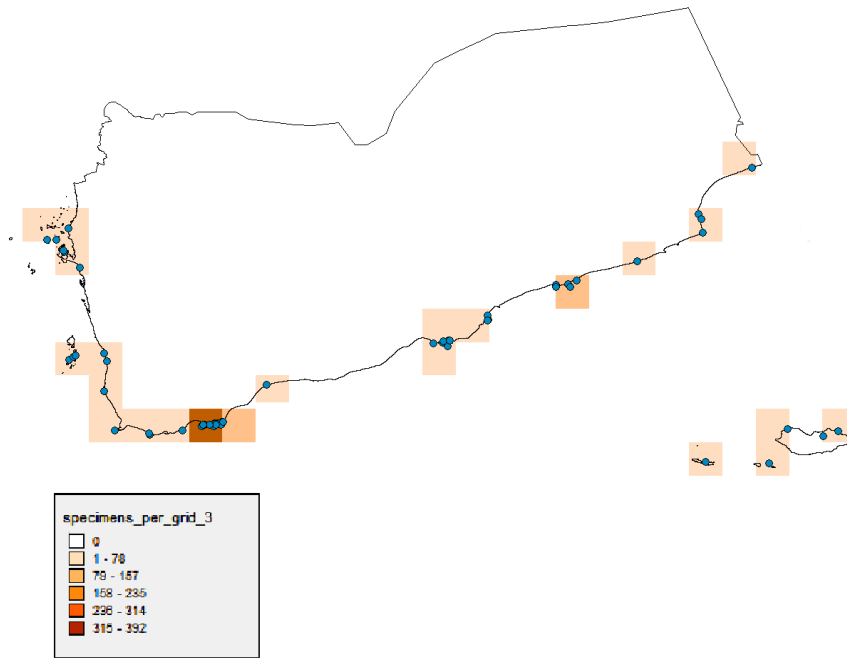 specimens_per_grid_3
0
1 - 78
79 - 157
158 - 235
236 - 314
315 - 392